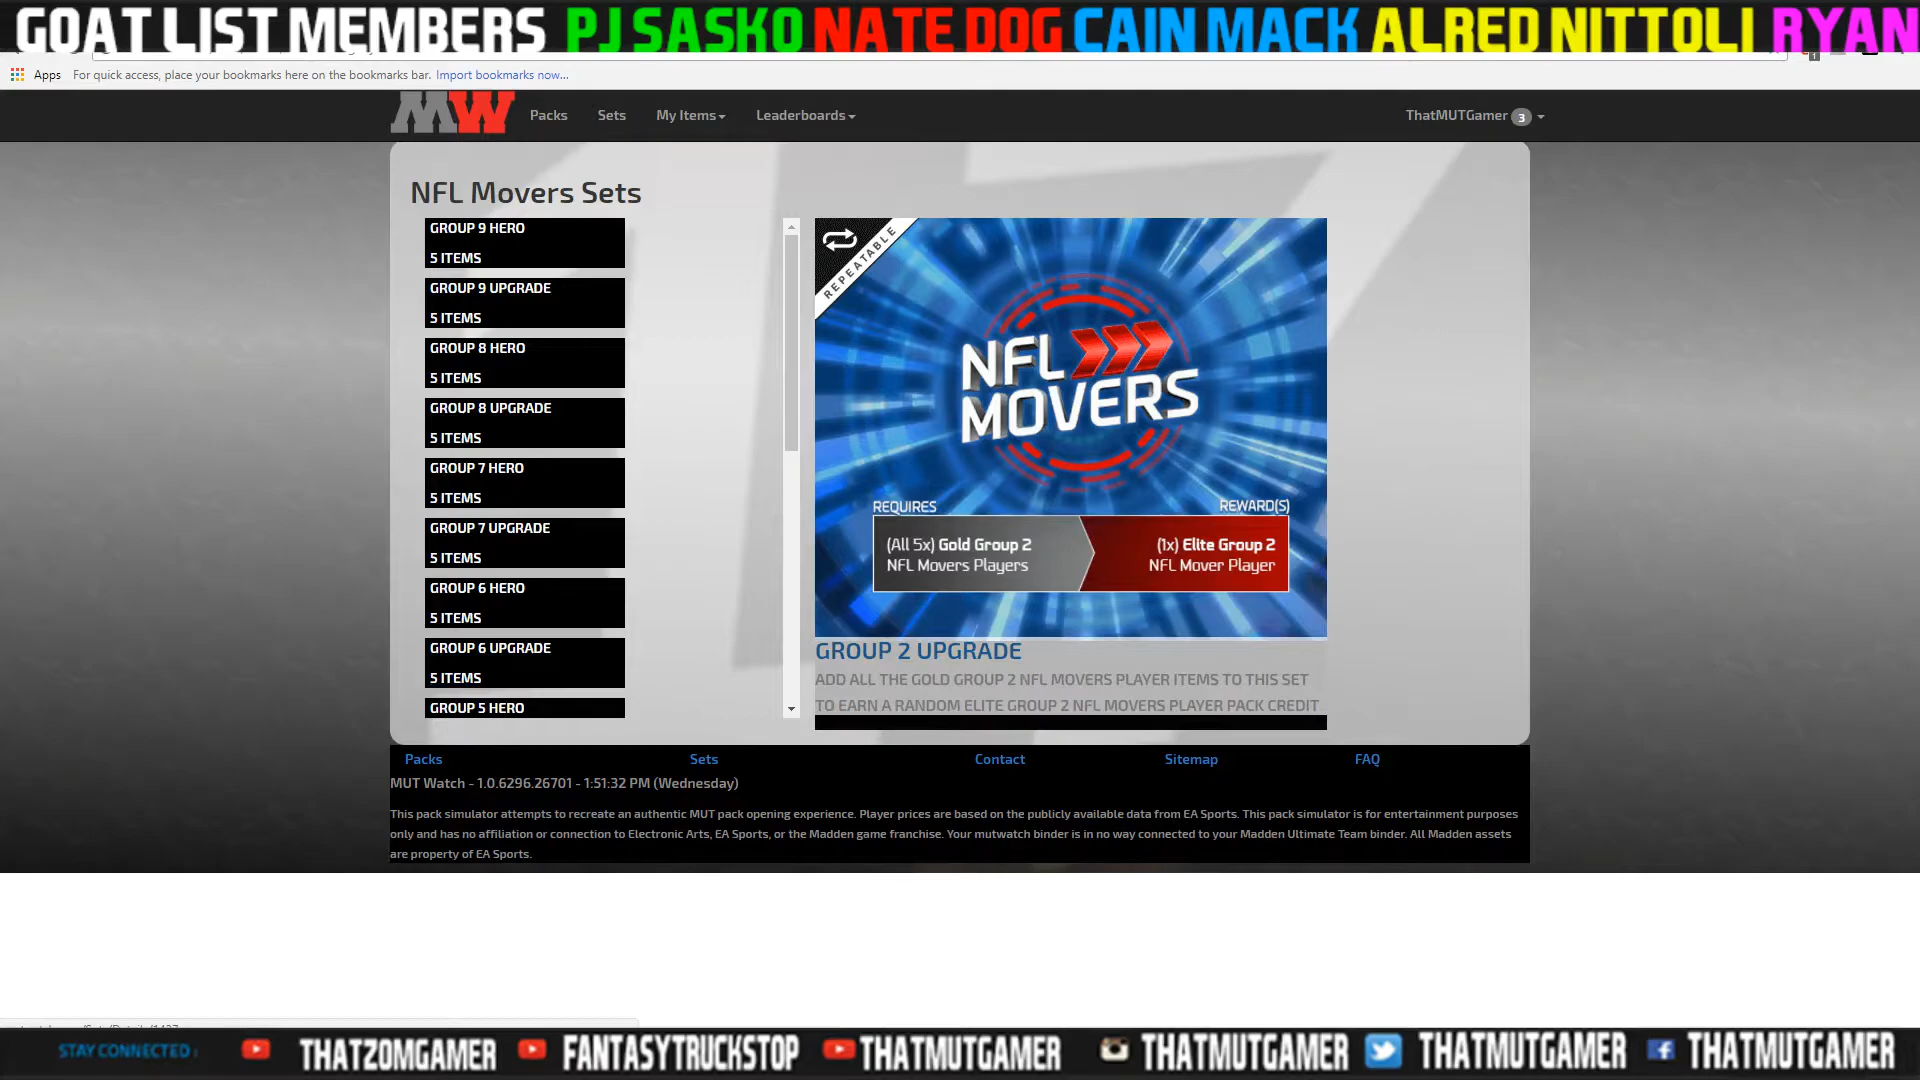 GOAT LIST MEMBERS PJ SASKO NATE DOG CAIN MACK ALRED NITTOLI RYAN
Apps For quick access, place your bookmarks here on the bookmarks bar. Import bookmarks now...
1
MW Packs Sets My Items Leaderboards ThatMUTGamer 3
NFL Movers Sets
GROUP 9 HERO
5 ITEMS
GROUP 9 UPGRADE
5 ITEMS
GROUP 8 HERO
5 ITEMS
GROUP 8 UPGRADE
5 ITEMS
GROUP 7 HERO
5 ITEMS
GROUP 7 UPGRADE
5 ITEMS
GROUP 6 HERO
5 ITEMS
GROUP 6 UPGRADE
5 ITEMS
GROUP 5 HERO
REPEATABLE
NFL
MOVERS
REQUIRES REWARD(S)
(All 5x) Gold Group 2 (1x) Elite Group 2
NFL Movers Players NFL Mover Player
GROUP 2 UPGRADE
ADD ALL THE GOLD GROUP 2 NFL MOVERS PLAYER ITEMS TO THIS SET
TO EARN A RANDOM ELITE GROUP 2 NFL MOVERS PLAYER PACK CREDIT
Packs Sets Contact Sitemap FAQ
MUT Watch - 1.0.6296.26701 - 1:51:32 PM (Wednesday)
This pack simulator attempts to recreate an authentic MUT pack opening experience. Player prices are based on the publicly available data from EA Sports. This pack simulator is for entertainment purposes
only and has no affiliation or connection to Electronic Arts, EA Sports, or the Madden game franchise. Your mutwatch binder is in no way connected to your Madden Ultimate Team binder. All Madden assets
are property of EA Sports.
STAY CONNECTED : THATZOMGAMER FANTASYTRUCKSTOP THATMUTGAMER THATMUTGAMER THATMUTGAMER THATMUTGAMER